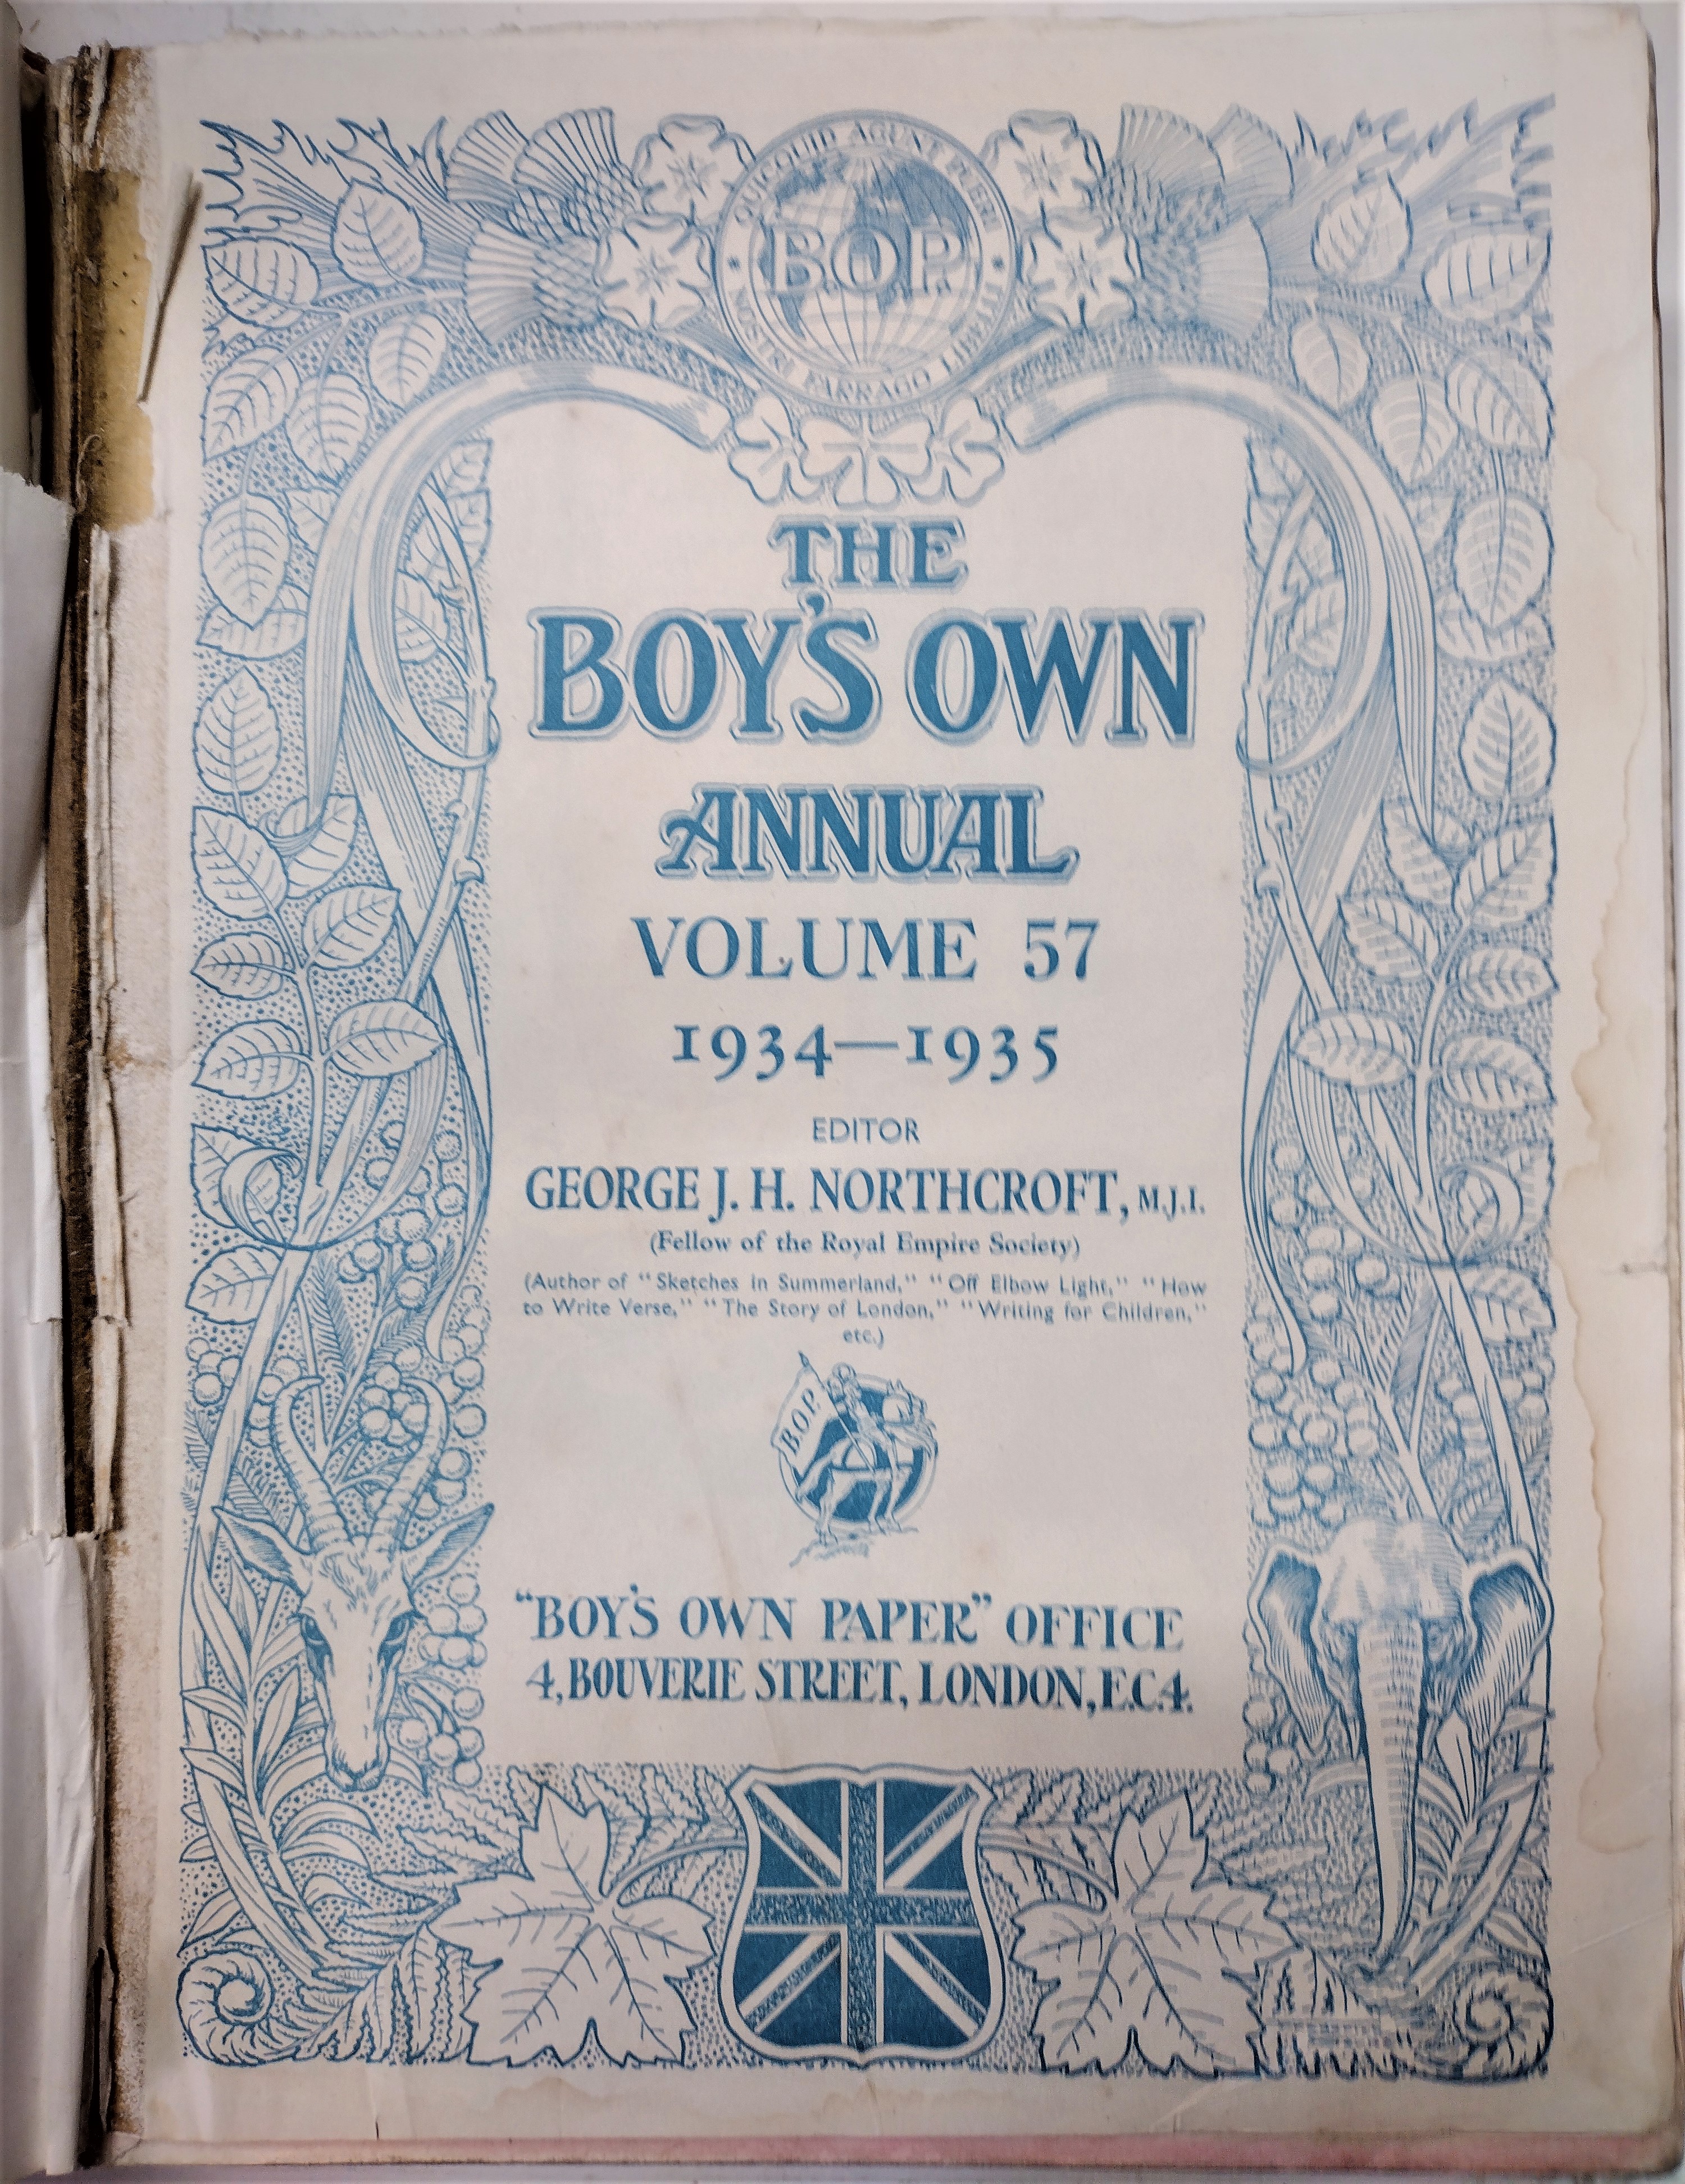 QUICQUID AGUNT PUERI
NOSTRI FARRAGO LIBELLI
B.O.P.
THE
BOY'S OWN
ANNUAL
VOLUME 57
1934—1935
EDITOR
GEORGE J. H. NORTHCROFT, M.J.I.
(Fellow of the Royal Empire Society)
(Author of "Sketches in Summerland," "Off Elbow Light," "How
to Write Verse," "The Story of London," "Writing for Children,"
etc.)
B.O.P.
"BOY'S OWN PAPER" OFFICE
4, BOUVERIE STREET, LONDON, E.C.4.